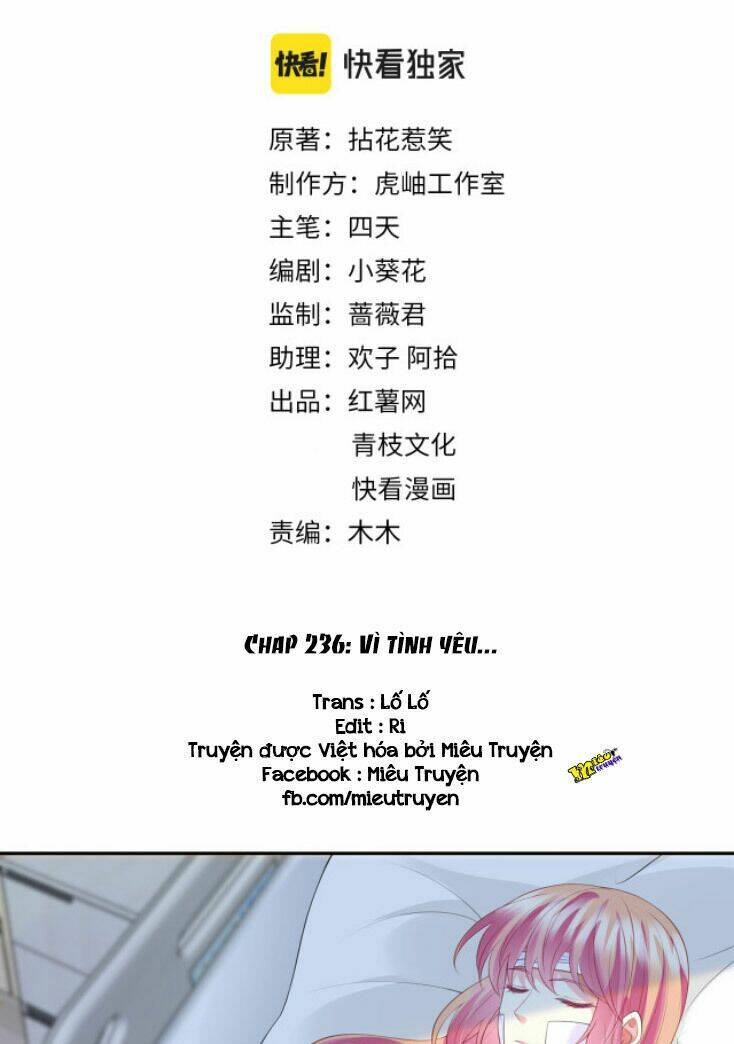 快看! 快看独家
原著：拈花惹笑
制作方：虎岫工作室
主笔：四天
编剧：小葵花
监制：蔷薇君
助理：欢子 阿拾
出品：红薯网
青枝文化
快看漫画
责编：木木
CHAP 236: VÌ TÌNH YÊU...
Trans : Lố Lố
Edit : Ri
Truyện được Việt hóa bởi Miêu Truyện
Facebook : Miêu Truyện
fb.com/mieutruyen